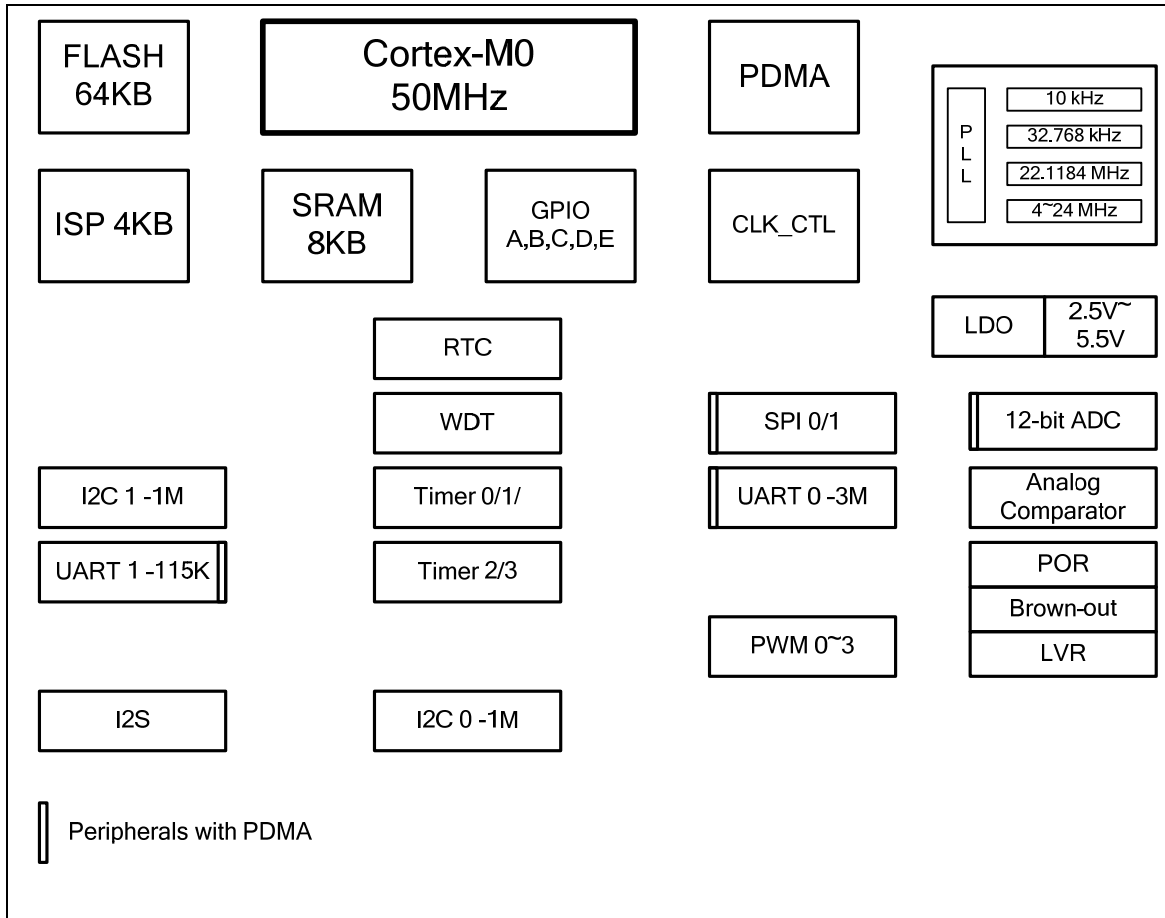 FLASH
64KB
Cortex-M0
50MHz
PDMA
PLL
10 kHz
32.768 kHz
22.1184 MHz
4~24 MHz
ISP 4KB
SRAM
8KB
GPIO
A,B,C,D,E
CLK_CTL
LDO
2.5V~
5.5V
RTC
WDT
SPI 0/1
12-bit ADC
I2C 1 -1M
Timer 0/1/
UART 0 -3M
Analog
Comparator
UART 1 -115K
Timer 2/3
POR
Brown-out
PWM 0~3
LVR
I2S
I2C 0 -1M
Peripherals with PDMA